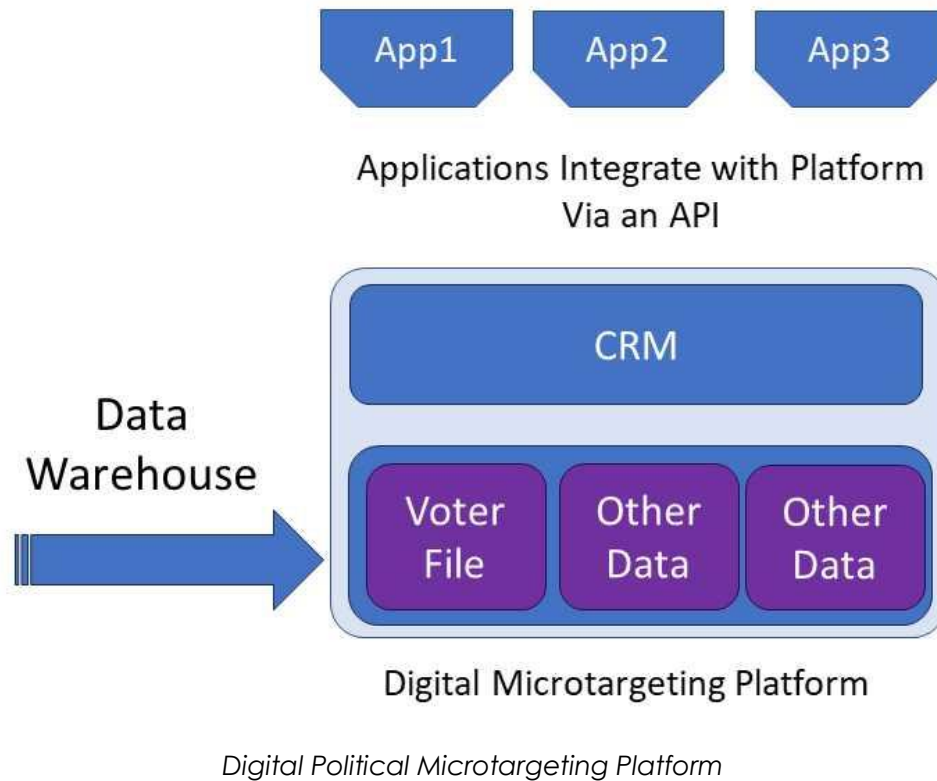 App1 App2 App3
Applications Integrate with Platform
Via an API
CRM
Data
Warehouse
Voter
File
Other
Data
Other
Data
Digital Microtargeting Platform
Digital Political Microtargeting Platform